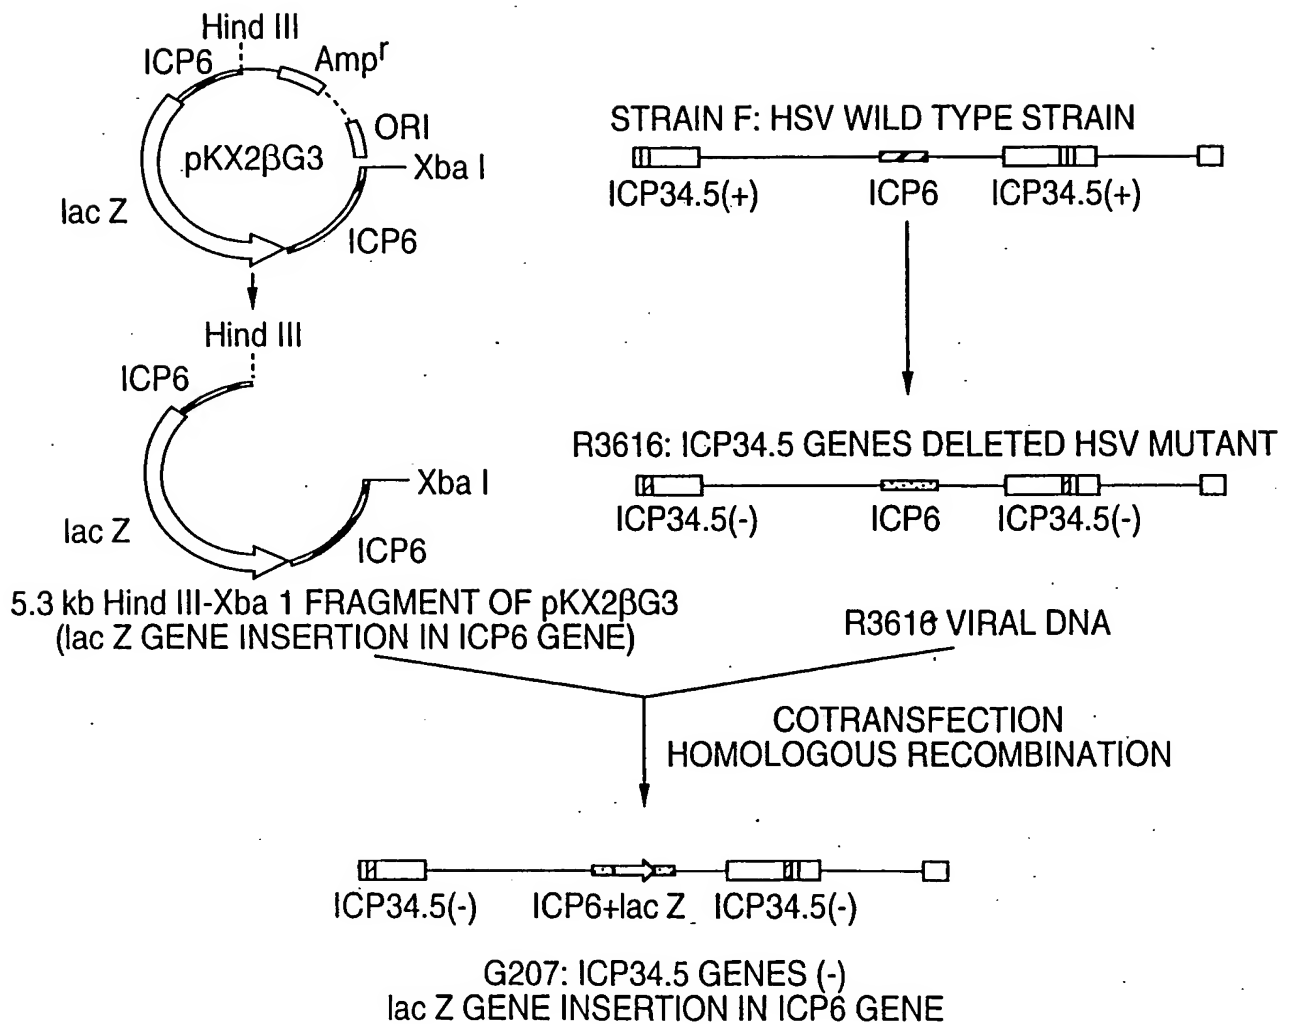 Hind III
ICP6
Amp^r
ORI
pKX2βG3
Xba I
lac Z
ICP6
Hind III
ICP6
Xba I
lac Z
ICP6
5.3 kb Hind III-Xba 1 FRAGMENT OF pKX2βG3
(lac Z GENE INSERTION IN ICP6 GENE)
STRAIN F: HSV WILD TYPE STRAIN
ICP34.5(+) ICP6 ICP34.5(+)
R3616: ICP34.5 GENES DELETED HSV MUTANT
ICP34.5(-) ICP6 ICP34.5(-)
R3616 VIRAL DNA
COTRANSFECTION
HOMOLOGOUS RECOMBINATION
ICP34.5(-) ICP6+lac Z ICP34.5(-)
G207: ICP34.5 GENES (-)
lac Z GENE INSERTION IN ICP6 GENE